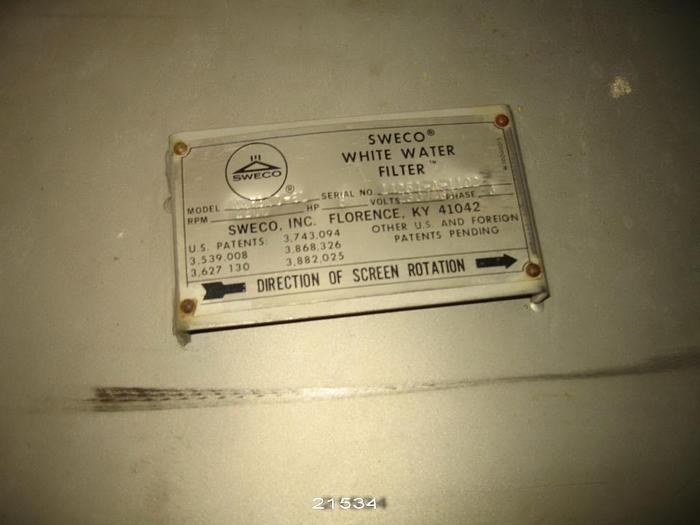 SWECO®
WHITE WATER
FILTER™
SWECO ®
MODEL SERIAL NO.
RPM HP VOLTS PHASE
SWECO, INC. FLORENCE, KY 41042
U.S. PATENTS: 3,743,094 OTHER U.S. AND FOREIGN
3,539,008 3,868,326 PATENTS PENDING
3,627 130 3,882,025
DIRECTION OF SCREEN ROTATION
21534